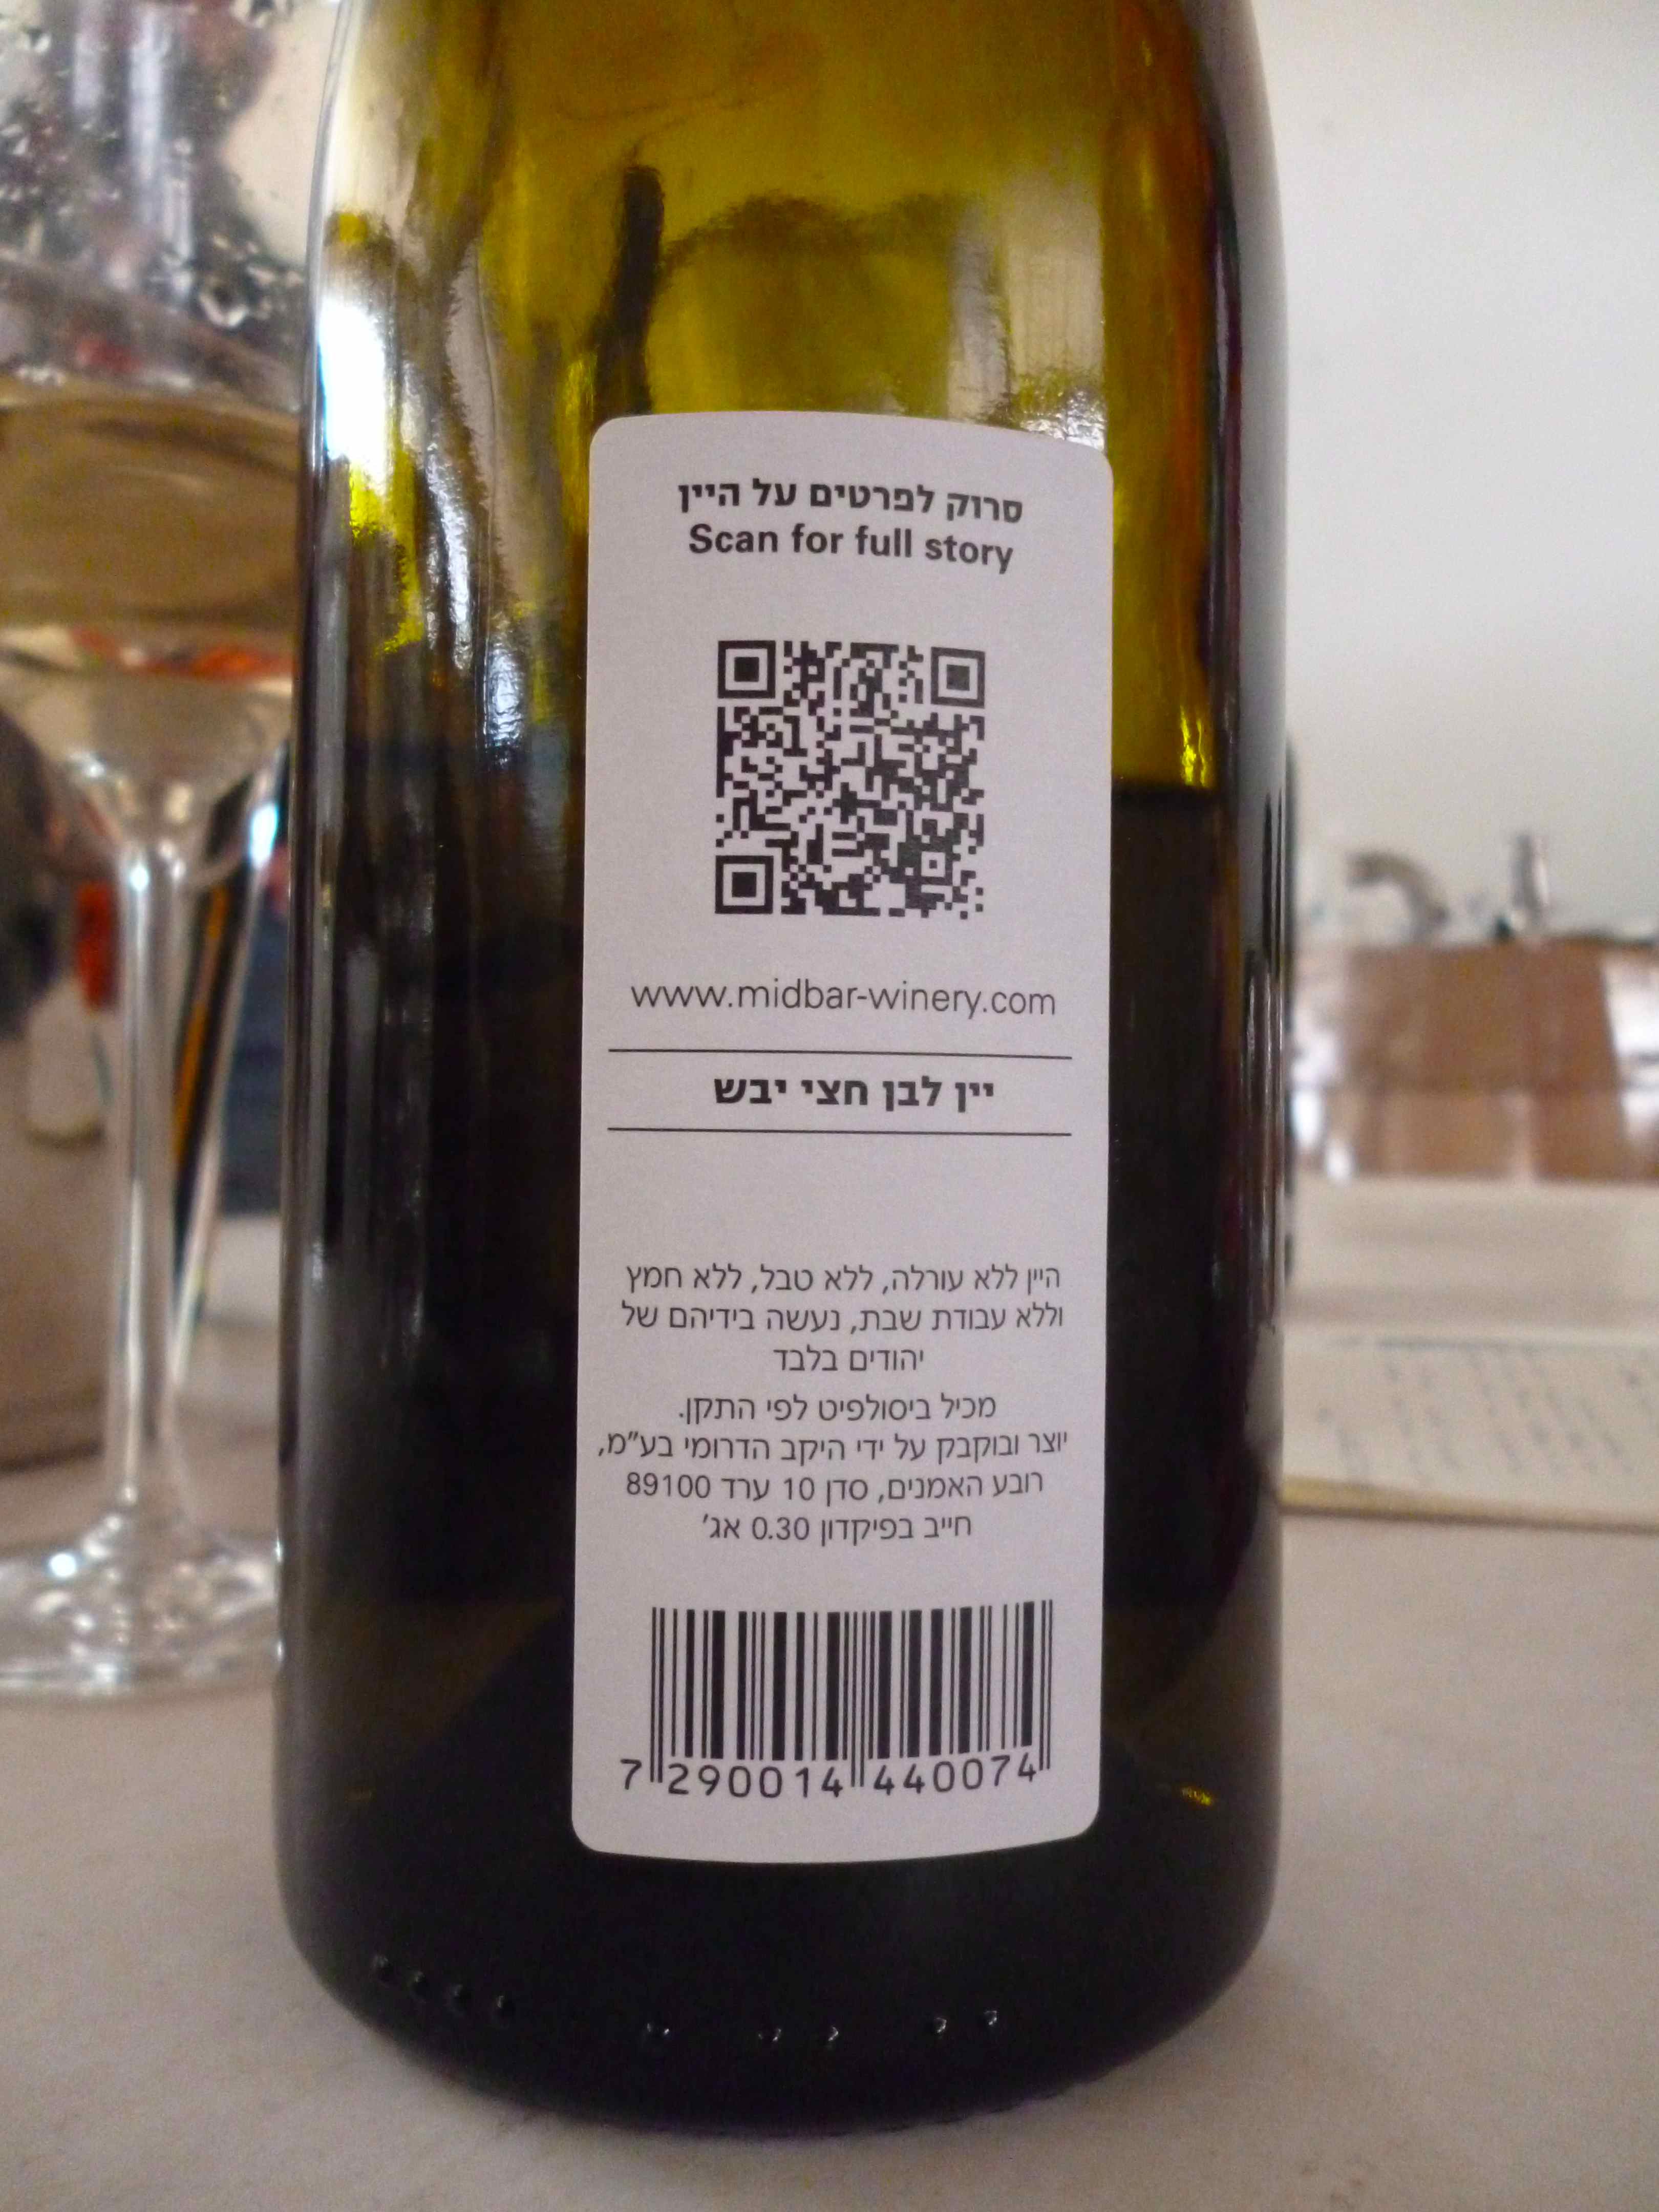 סרוק לפרטים על היין
Scan for full story
www.midbar-winery.com
יין לבן חצי יבש
היין ללא עורלה, ללא טבל, ללא חמץ
וללא עבודת שבת, נעשה בידיהם של
יהודים בלבד
מכיל ביסולפיט לפי התקן.
יוצר ובוקבק על ידי היקב הדרומי בע"מ,
רובע האמנים, סדן 10 ערד 89100
חייב בפיקדון 0.30 אג'
7 290014 440074